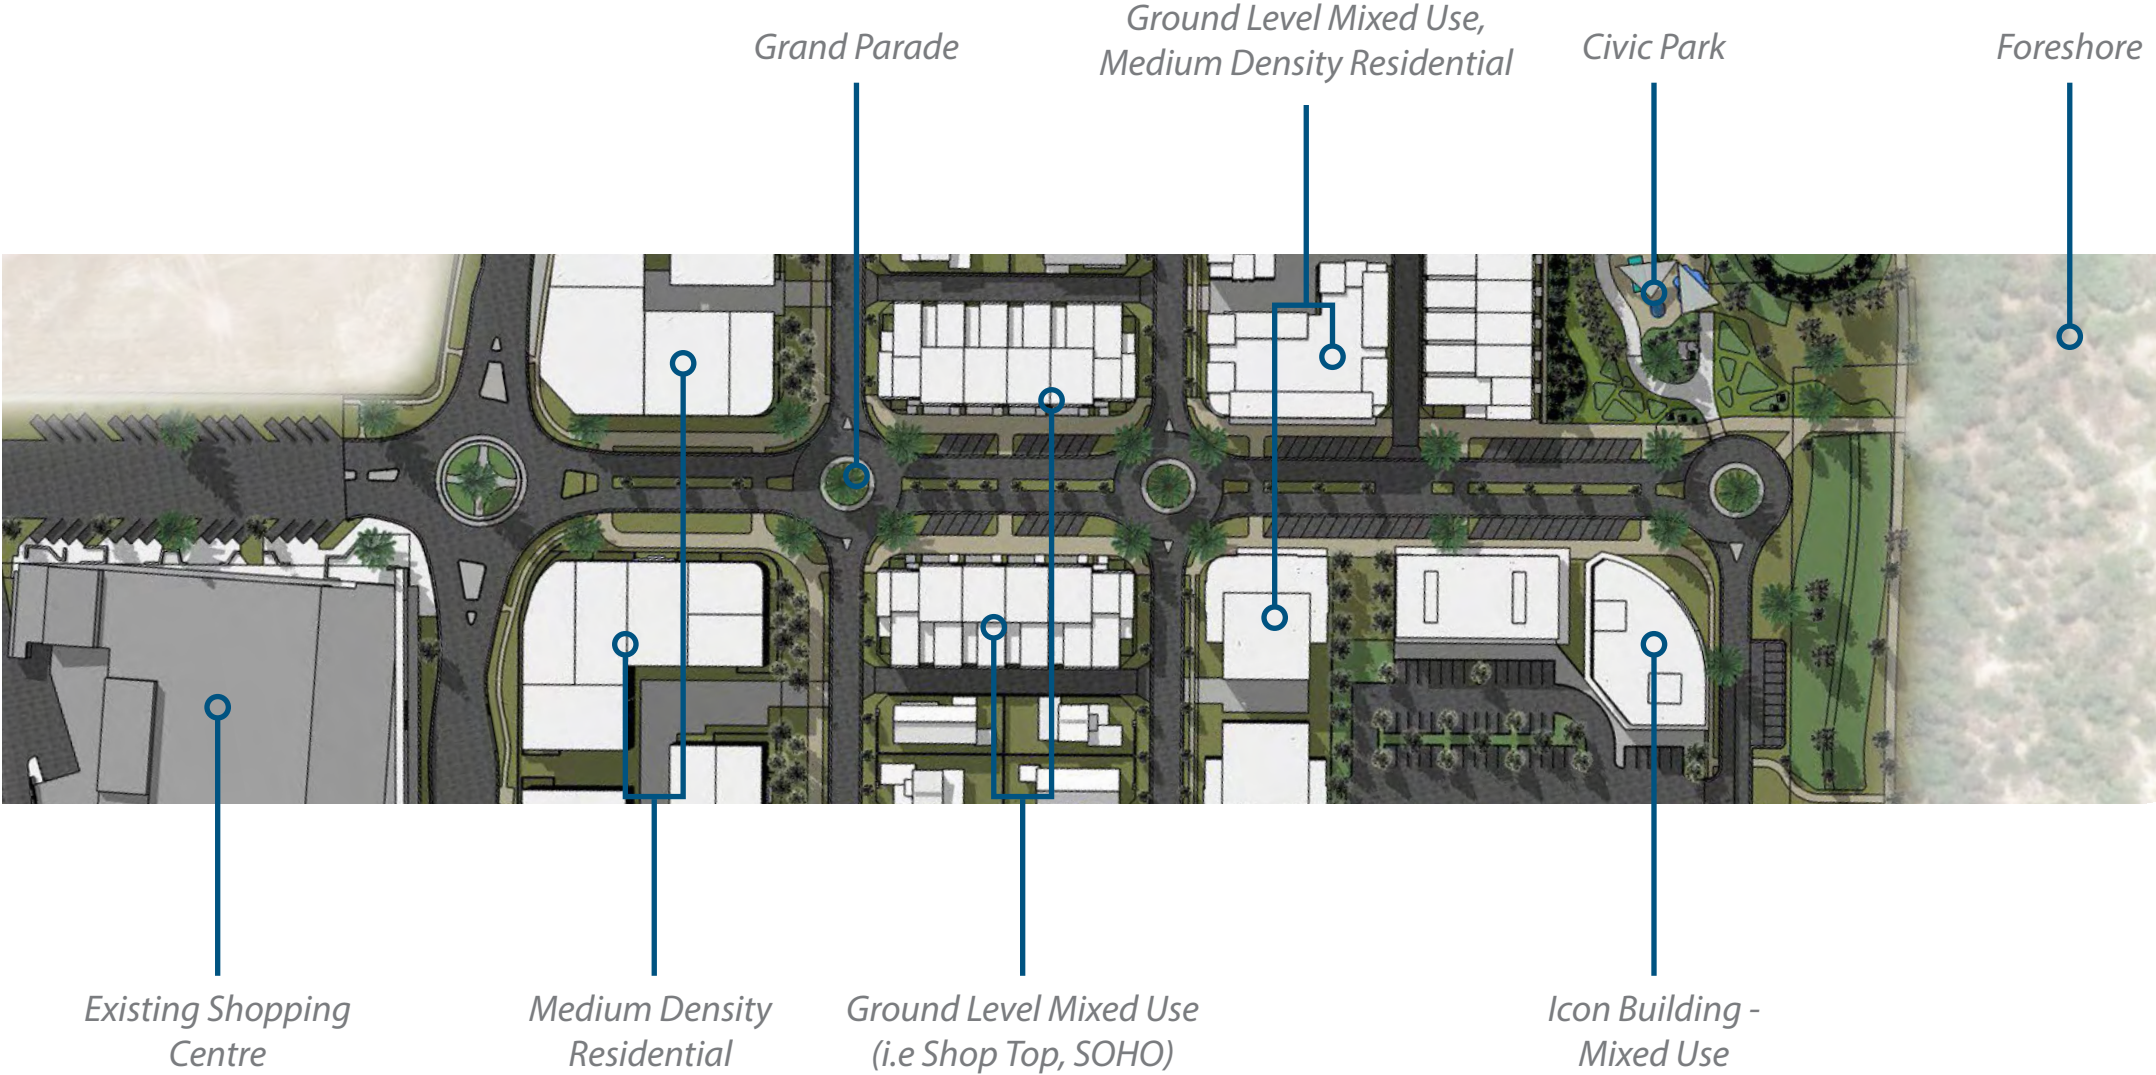 Grand Parade
Ground Level Mixed Use,
Medium Density Residential
Civic Park
Foreshore
Existing Shopping
Centre
Medium Density
Residential
Ground Level Mixed Use
(i.e Shop Top, SOHO)
Icon Building -
Mixed Use